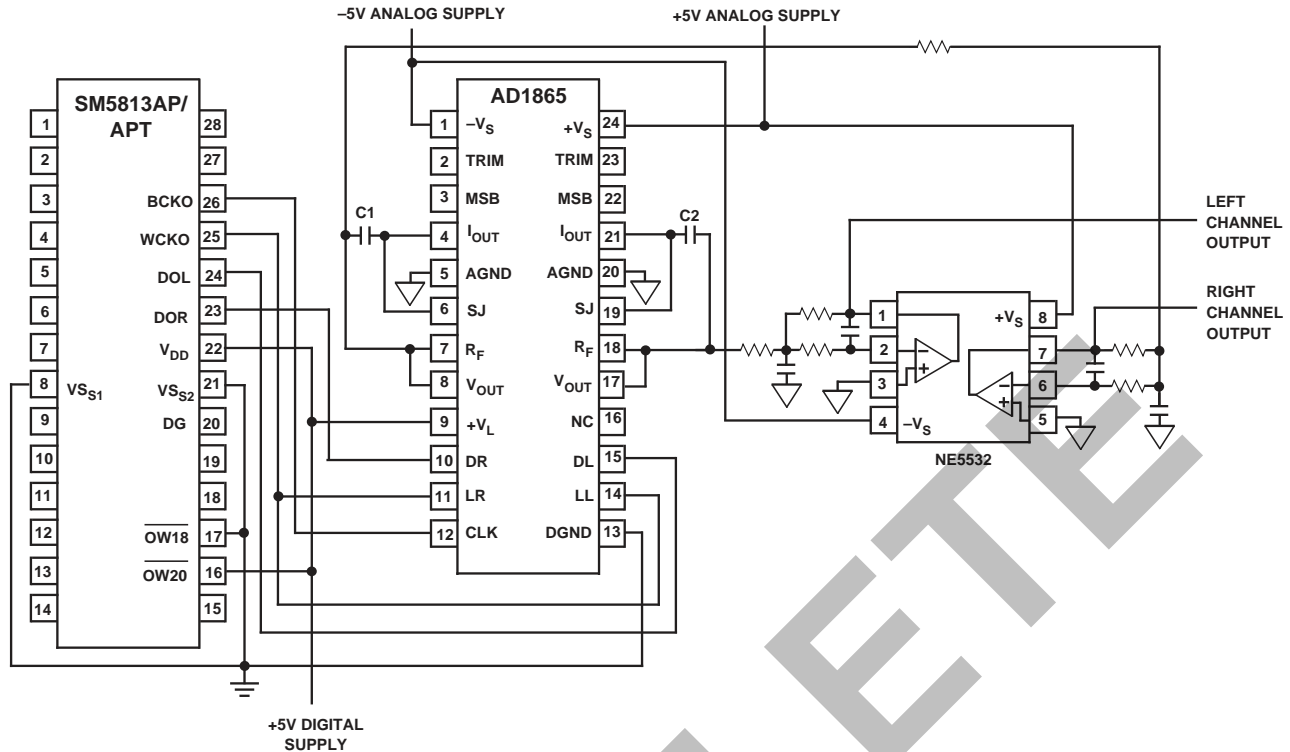 –5V ANALOG SUPPLY
+5V ANALOG SUPPLY
SM5813AP/
APT
1
2
3
4
5
6
7
8 VSS1
9
10
11
12
13
14
28
27
BCKO 26
WCKO 25
DOL 24
DOR 23
VDD 22
VSS2 21
DG 20
19
18
OW18 17
OW20 16
15
+5V DIGITAL
SUPPLY
AD1865
1 –VS
2 TRIM
3 MSB
4 IOUT
5 AGND
6 SJ
7 RF
8 VOUT
9 +VL
10 DR
11 LR
12 CLK
+VS 24
TRIM 23
MSB 22
IOUT 21
AGND 20
SJ 19
RF 18
VOUT 17
NC 16
DL 15
LL 14
DGND 13
C1
C2
LEFT
CHANNEL
OUTPUT
RIGHT
CHANNEL
OUTPUT
1
2
3
4 –VS
+VS 8
7
6
5
–
+
–
+
NE5532
ETE